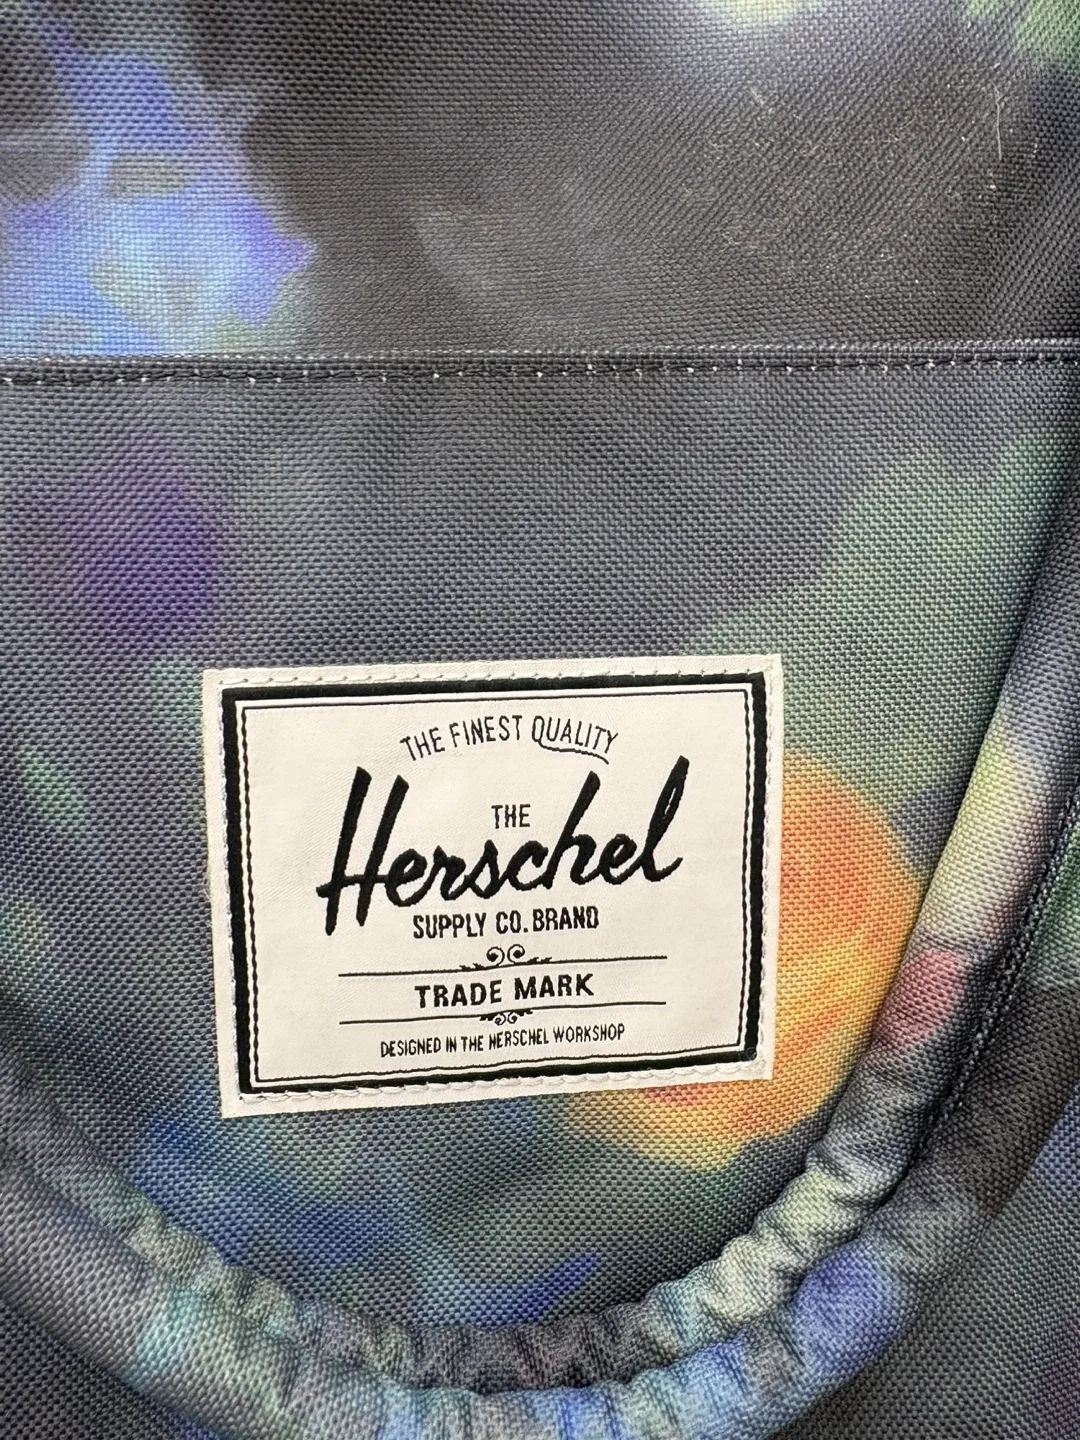 THE FINEST QUALITY
THE
Herschel
SUPPLY CO. BRAND
TRADE MARK
DESIGNED IN THE HERSCHEL WORKSHOP